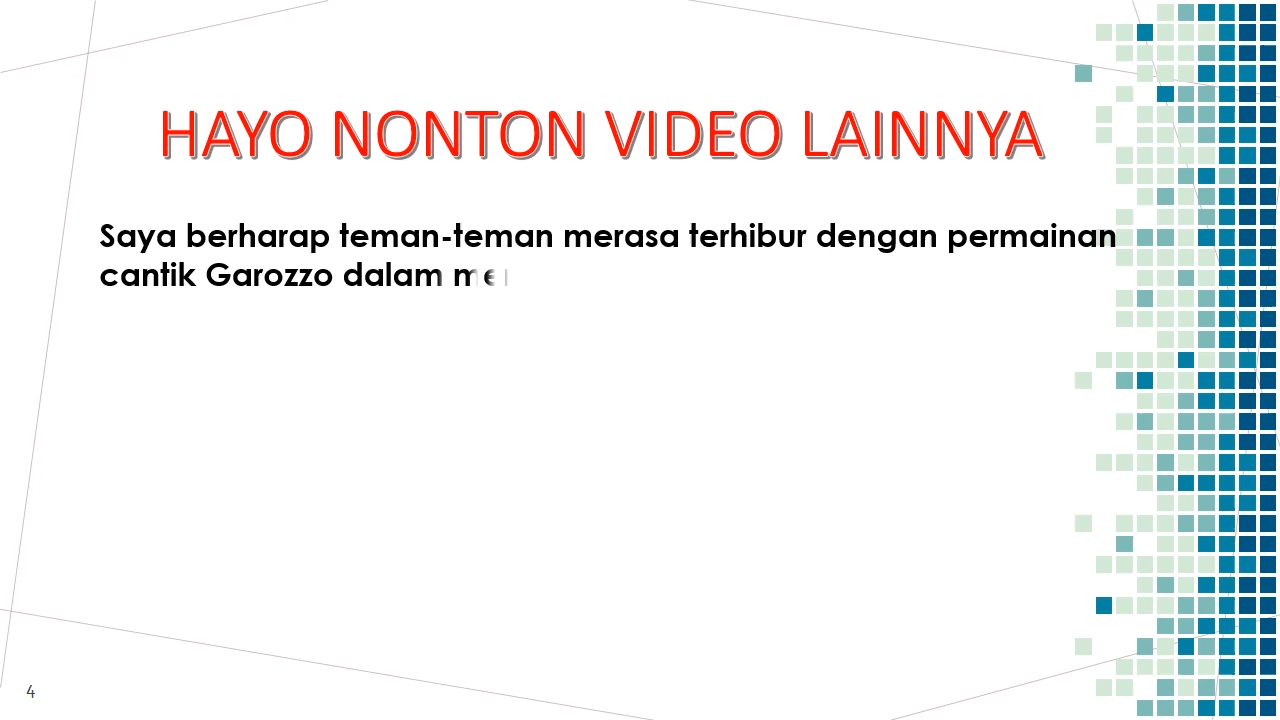 HAYO NONTON VIDEO LAINNYA
Saya berharap teman-teman merasa terhibur dengan permainan
cantik Garozzo dalam
4